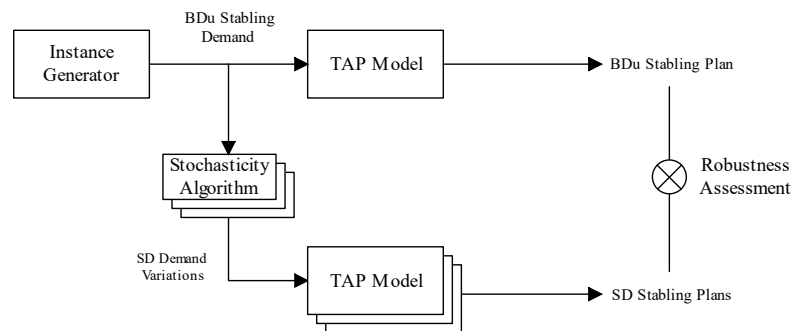 BDu Stabling
Demand
Instance
Generator
TAP Model
BDu Stabling Plan
Stochasticity
Algorithm
Robustness
Assessment
SD Demand
Variations
TAP Model
SD Stabling Plans